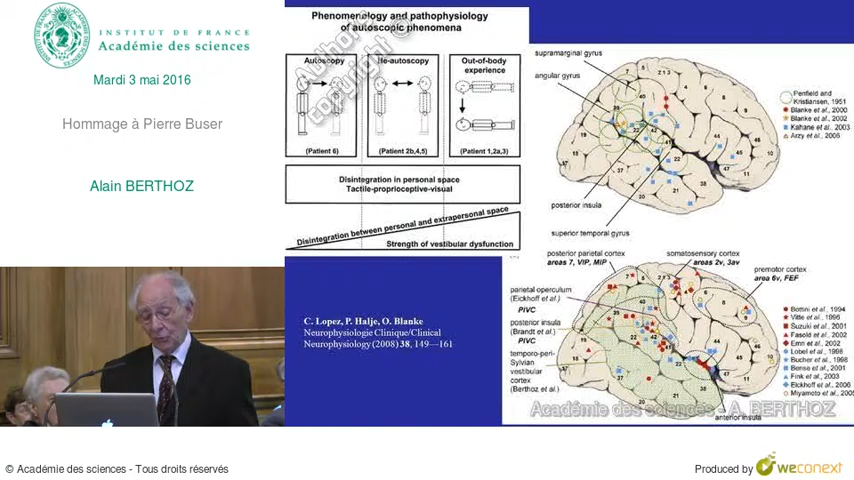 INSTITUT DE FRANCE
Académie des sciences
Mardi 3 mai 2016
Hommage à Pierre Buser
Alain BERTHOZ
Phenomenology and pathophysiology
of autoscopic phenomena
Autoscopy
He-autoscopy
Out-of-body
experience
(Patient 6)
(Patient 2b,4,5)
(Patient 1,2a,3)
Disintegration in personal space
Tactile-proprioceptive-visual
Disintegration between personal and extrapersonal space
Strength of vestibular dysfunction
Author's
copyright ©
C. Lopez, P. Halje, O. Blanke
Neurophysiologie Clinique/Clinical
Neurophysiology (2008) 38, 149—161
supramarginal gyrus
angular gyrus
posterior insula
superior temporal gyrus
Penfield and
Kristiansen, 1951
Blanke et al., 2000
Blanke et al., 2002
Kahane et al., 2003
Arzy et al., 2006
posterior parietal cortex
areas 7, VIP, MIP
somatosensory cortex
areas 2v, 3av
premotor cortex
area 6v, FEF
parietal operculum
(Eickhoff et al.)
PIVC
posterior insula
(Brandt et al.)
PIVC
temporo-peri-
Sylvian
vestibular
cortex
(Berthoz et al.)
anterior insula
Bottini et al., 1994
Vitte et al., 1996
Suzuki et al., 2001
Fasold et al., 2002
Emri et al., 2002
Lobel et al., 1998
Bucher et al., 1998
Bense et al., 2001
Fink et al., 2003
Eickhoff et al., 2006
Miyamoto et al., 2005
Académie des sciences - A. BERTHOZ
© Académie des sciences - Tous droits réservés
Produced by weconext